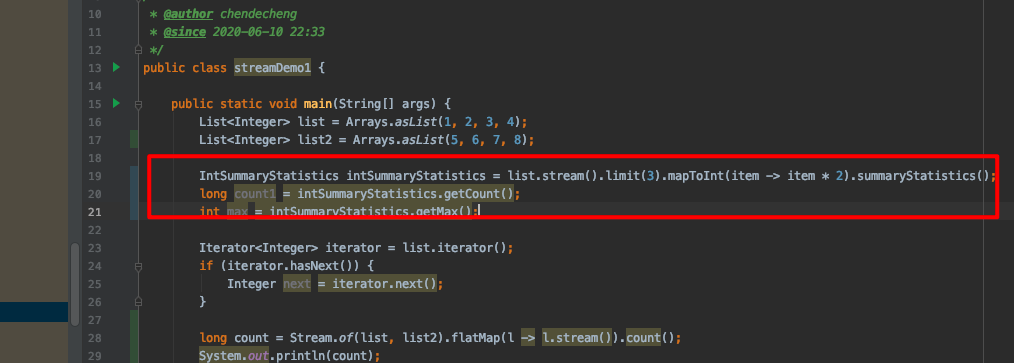 10 * @author chendecheng
11 * @since 2020-06-10 22:33
12 */
13 public class streamDemo1 {
14
15 public static void main(String[] args) {
16 List<Integer> list = Arrays.asList(1, 2, 3, 4);
17 List<Integer> list2 = Arrays.asList(5, 6, 7, 8);
18
19 IntSummaryStatistics intSummaryStatistics = list.stream().limit(3).mapToInt(item -> item * 2).summaryStatistics();
20 long count1 = intSummaryStatistics.getCount();
21 int max = intSummaryStatistics.getMax();
22
23 Iterator<Integer> iterator = list.iterator();
24 if (iterator.hasNext()) {
25 Integer next = iterator.next();
26 }
27
28 long count = Stream.of(list, list2).flatMap(l -> l.stream()).count();
29 System.out.println(count);